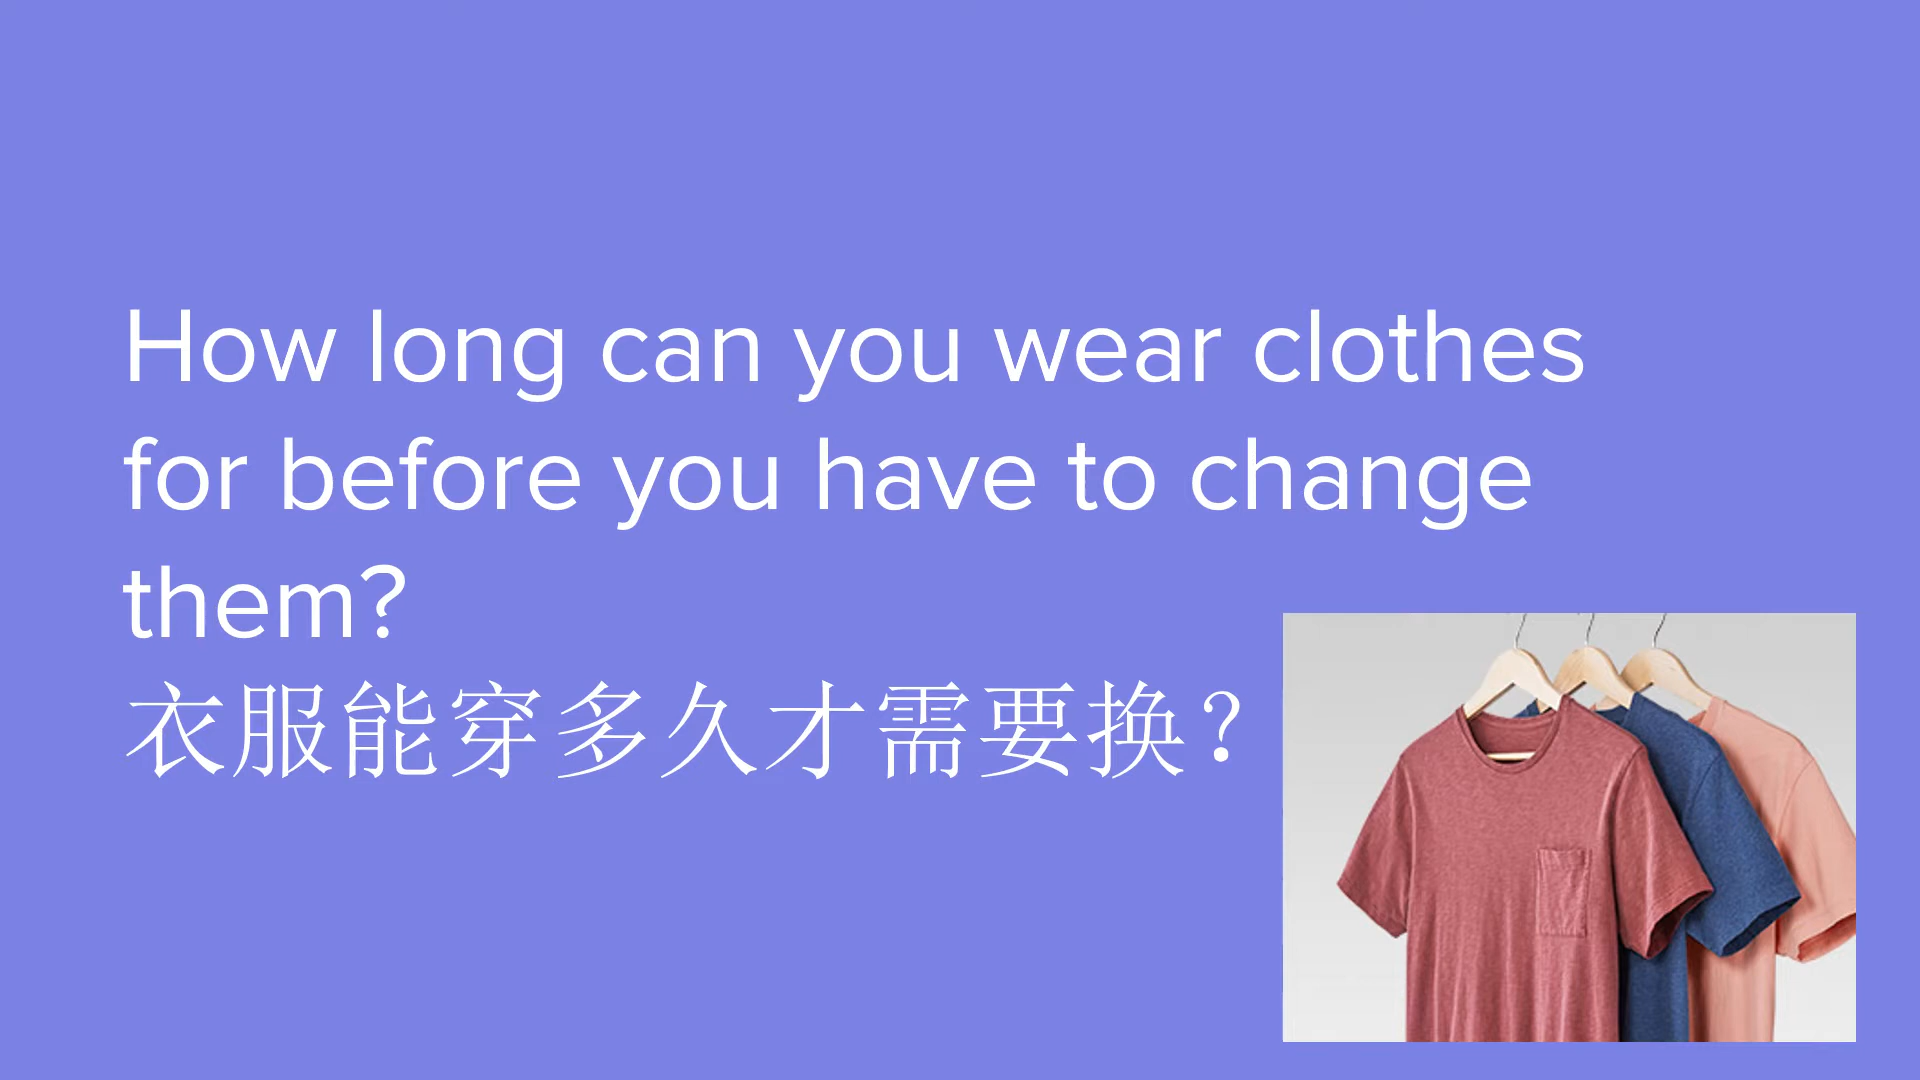 How long can you wear clothes
for before you have to change
them?
衣服能穿多久才需要换？